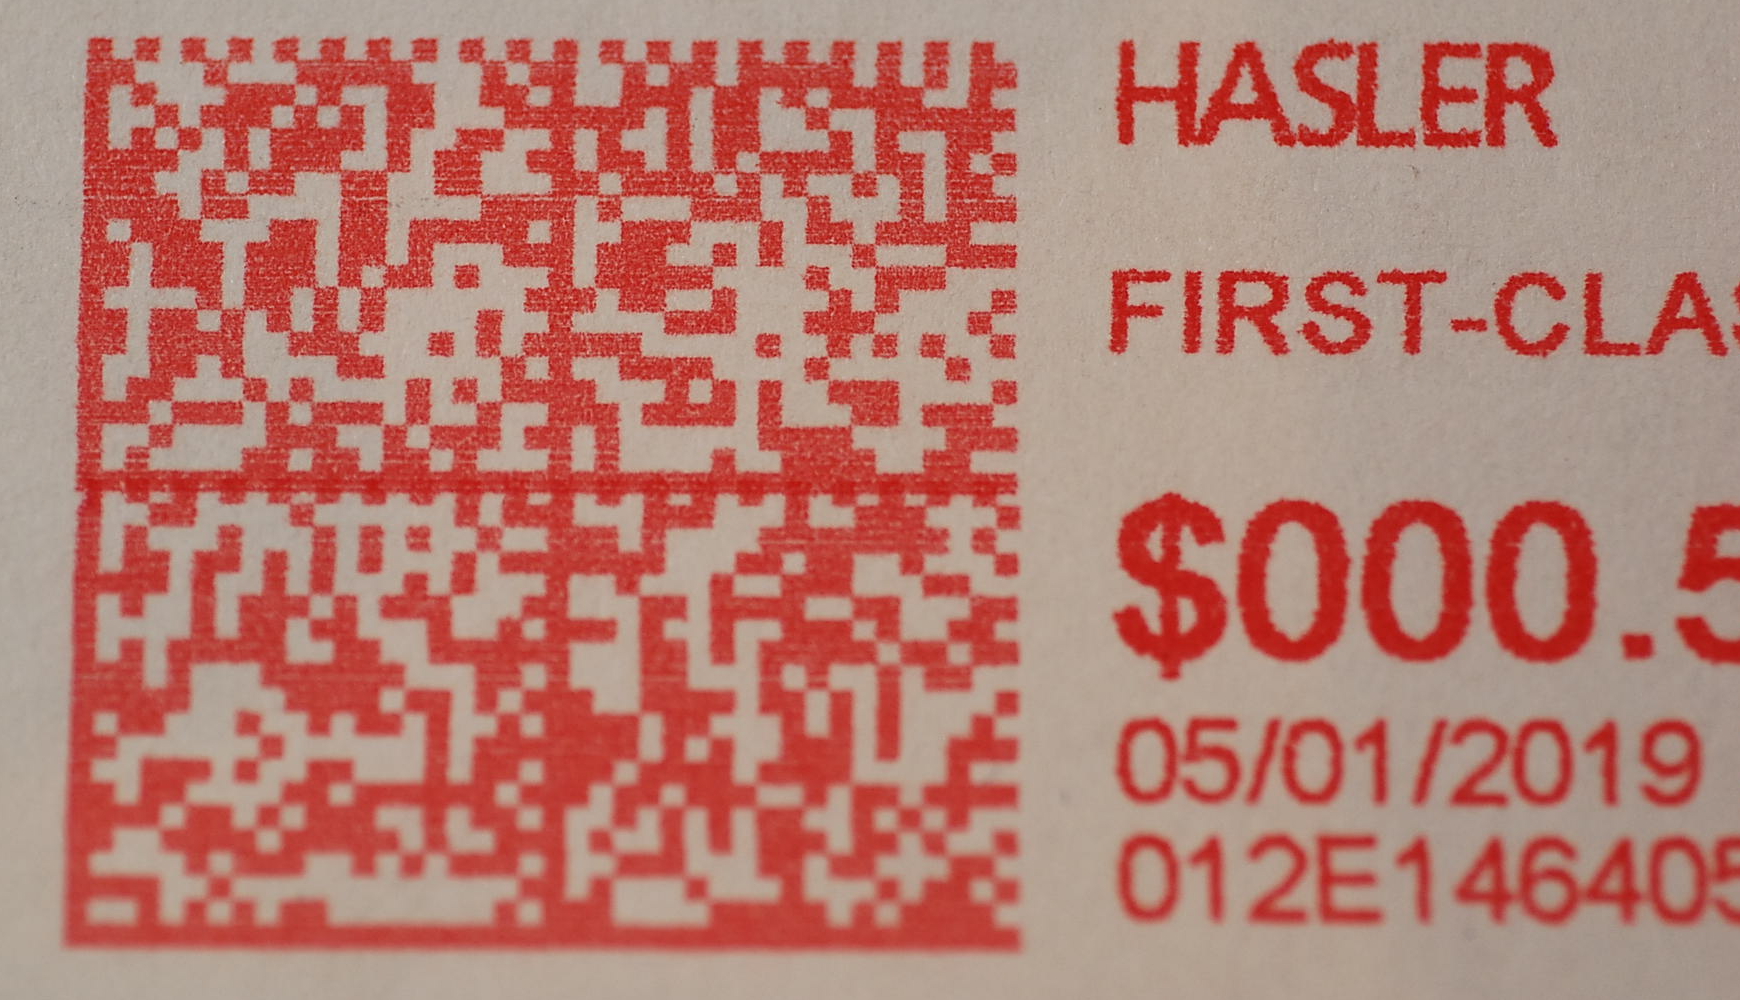 HASLER
FIRST-CLAS
$000.5
05/01/2019
012E146405